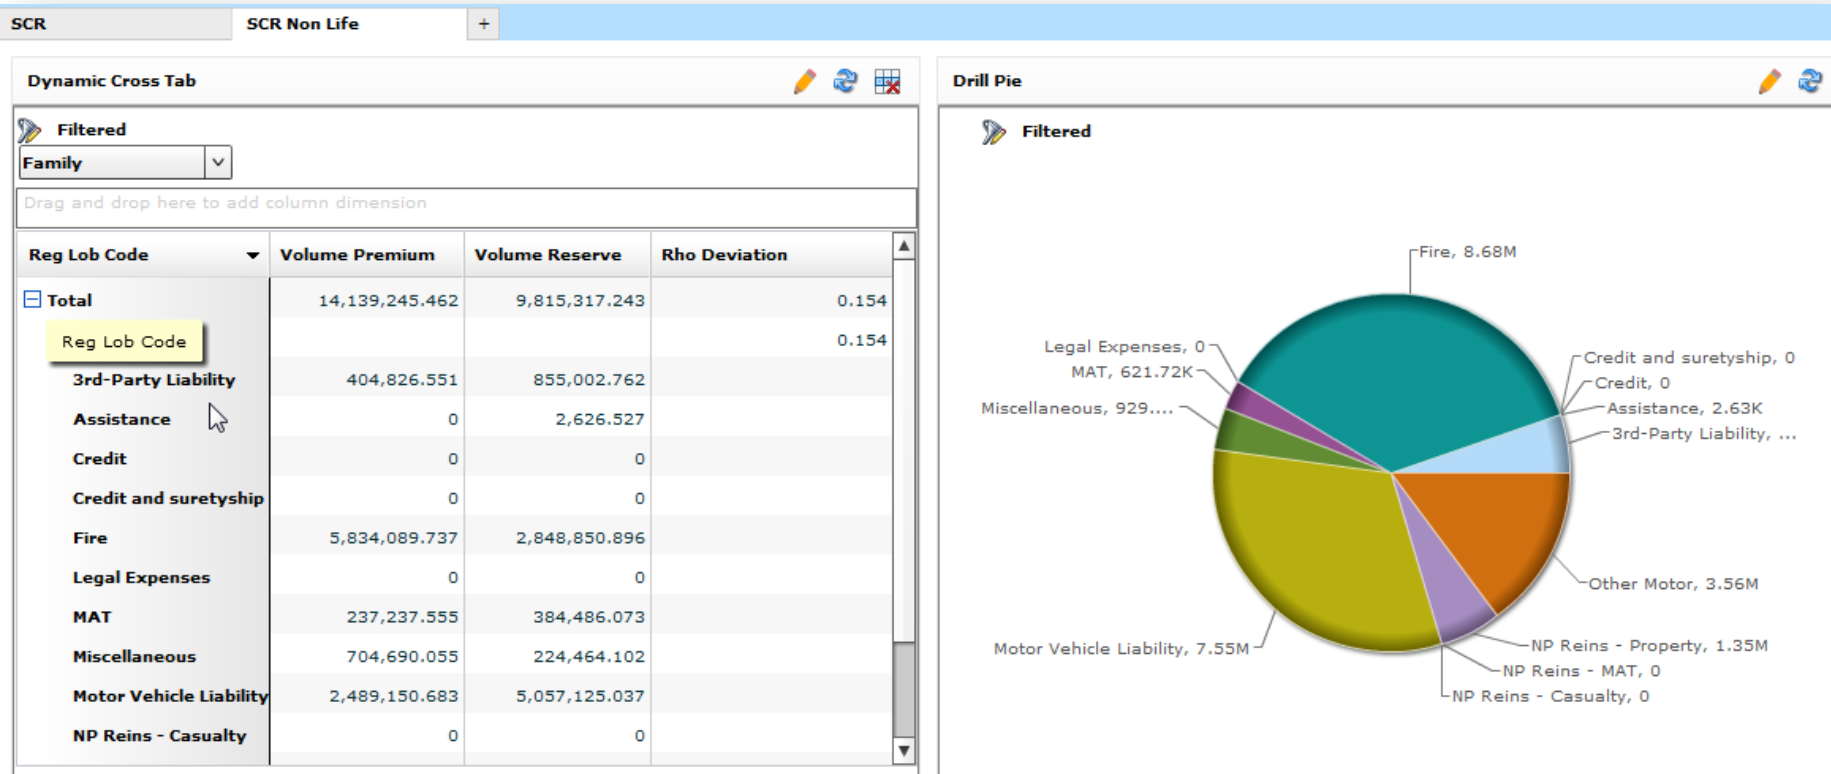 SCR
SCR Non Life
+
Dynamic Cross Tab
Filtered
Family
Drag and drop here to add column dimension
Reg Lob Code Volume Premium Volume Reserve Rho Deviation
Total 14,139,245.462 9,815,317.243 0.154
Reg Lob Code 0.154
3rd-Party Liability 404,826.551 855,002.762
Assistance 0 2,626.527
Credit 0 0
Credit and suretyship 0 0
Fire 5,834,089.737 2,848,850.896
Legal Expenses 0 0
MAT 237,237.555 384,486.073
Miscellaneous 704,690.055 224,464.102
Motor Vehicle Liability 2,489,150.683 5,057,125.037
NP Reins - Casualty 0 0
Drill Pie
Filtered
Fire, 8.68M
Legal Expenses, 0
MAT, 621.72K
Miscellaneous, 929....
Credit and suretyship, 0
Credit, 0
Assistance, 2.63K
3rd-Party Liability, ...
Other Motor, 3.56M
Motor Vehicle Liability, 7.55M
NP Reins - Property, 1.35M
NP Reins - MAT, 0
NP Reins - Casualty, 0